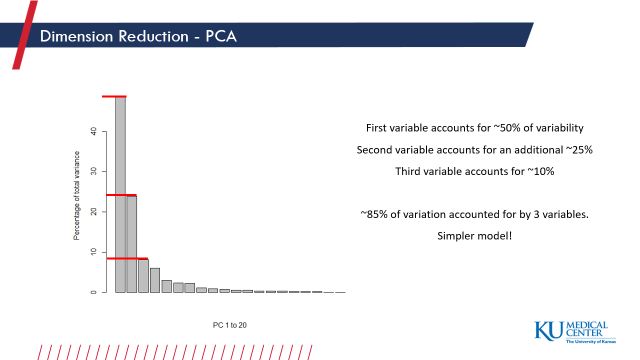 Dimension Reduction - PCA
First variable accounts for ~50% of variability
Second variable accounts for an additional ~25%
Third variable accounts for ~10%
~85% of variation accounted for by 3 variables.
Simpler model!
Percentage of total variance
40
30
20
10
0
PC 1 to 20
KU MEDICAL
CENTER
The University of Kansas